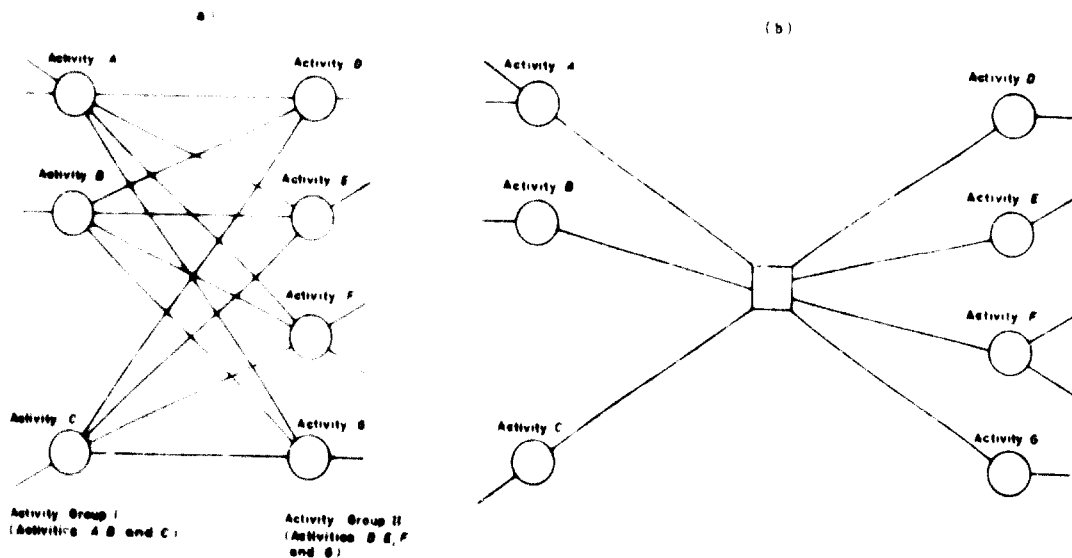 a)
(b)
Activity A
Activity D
Activity B
Activity E
Activity F
Activity C
Activity G
Activity Group I
(Activities A B and C)
Activity Group II
(Activities D E, F
and G)
Activity A
Activity D
Activity B
Activity E
Activity F
Activity C
Activity G